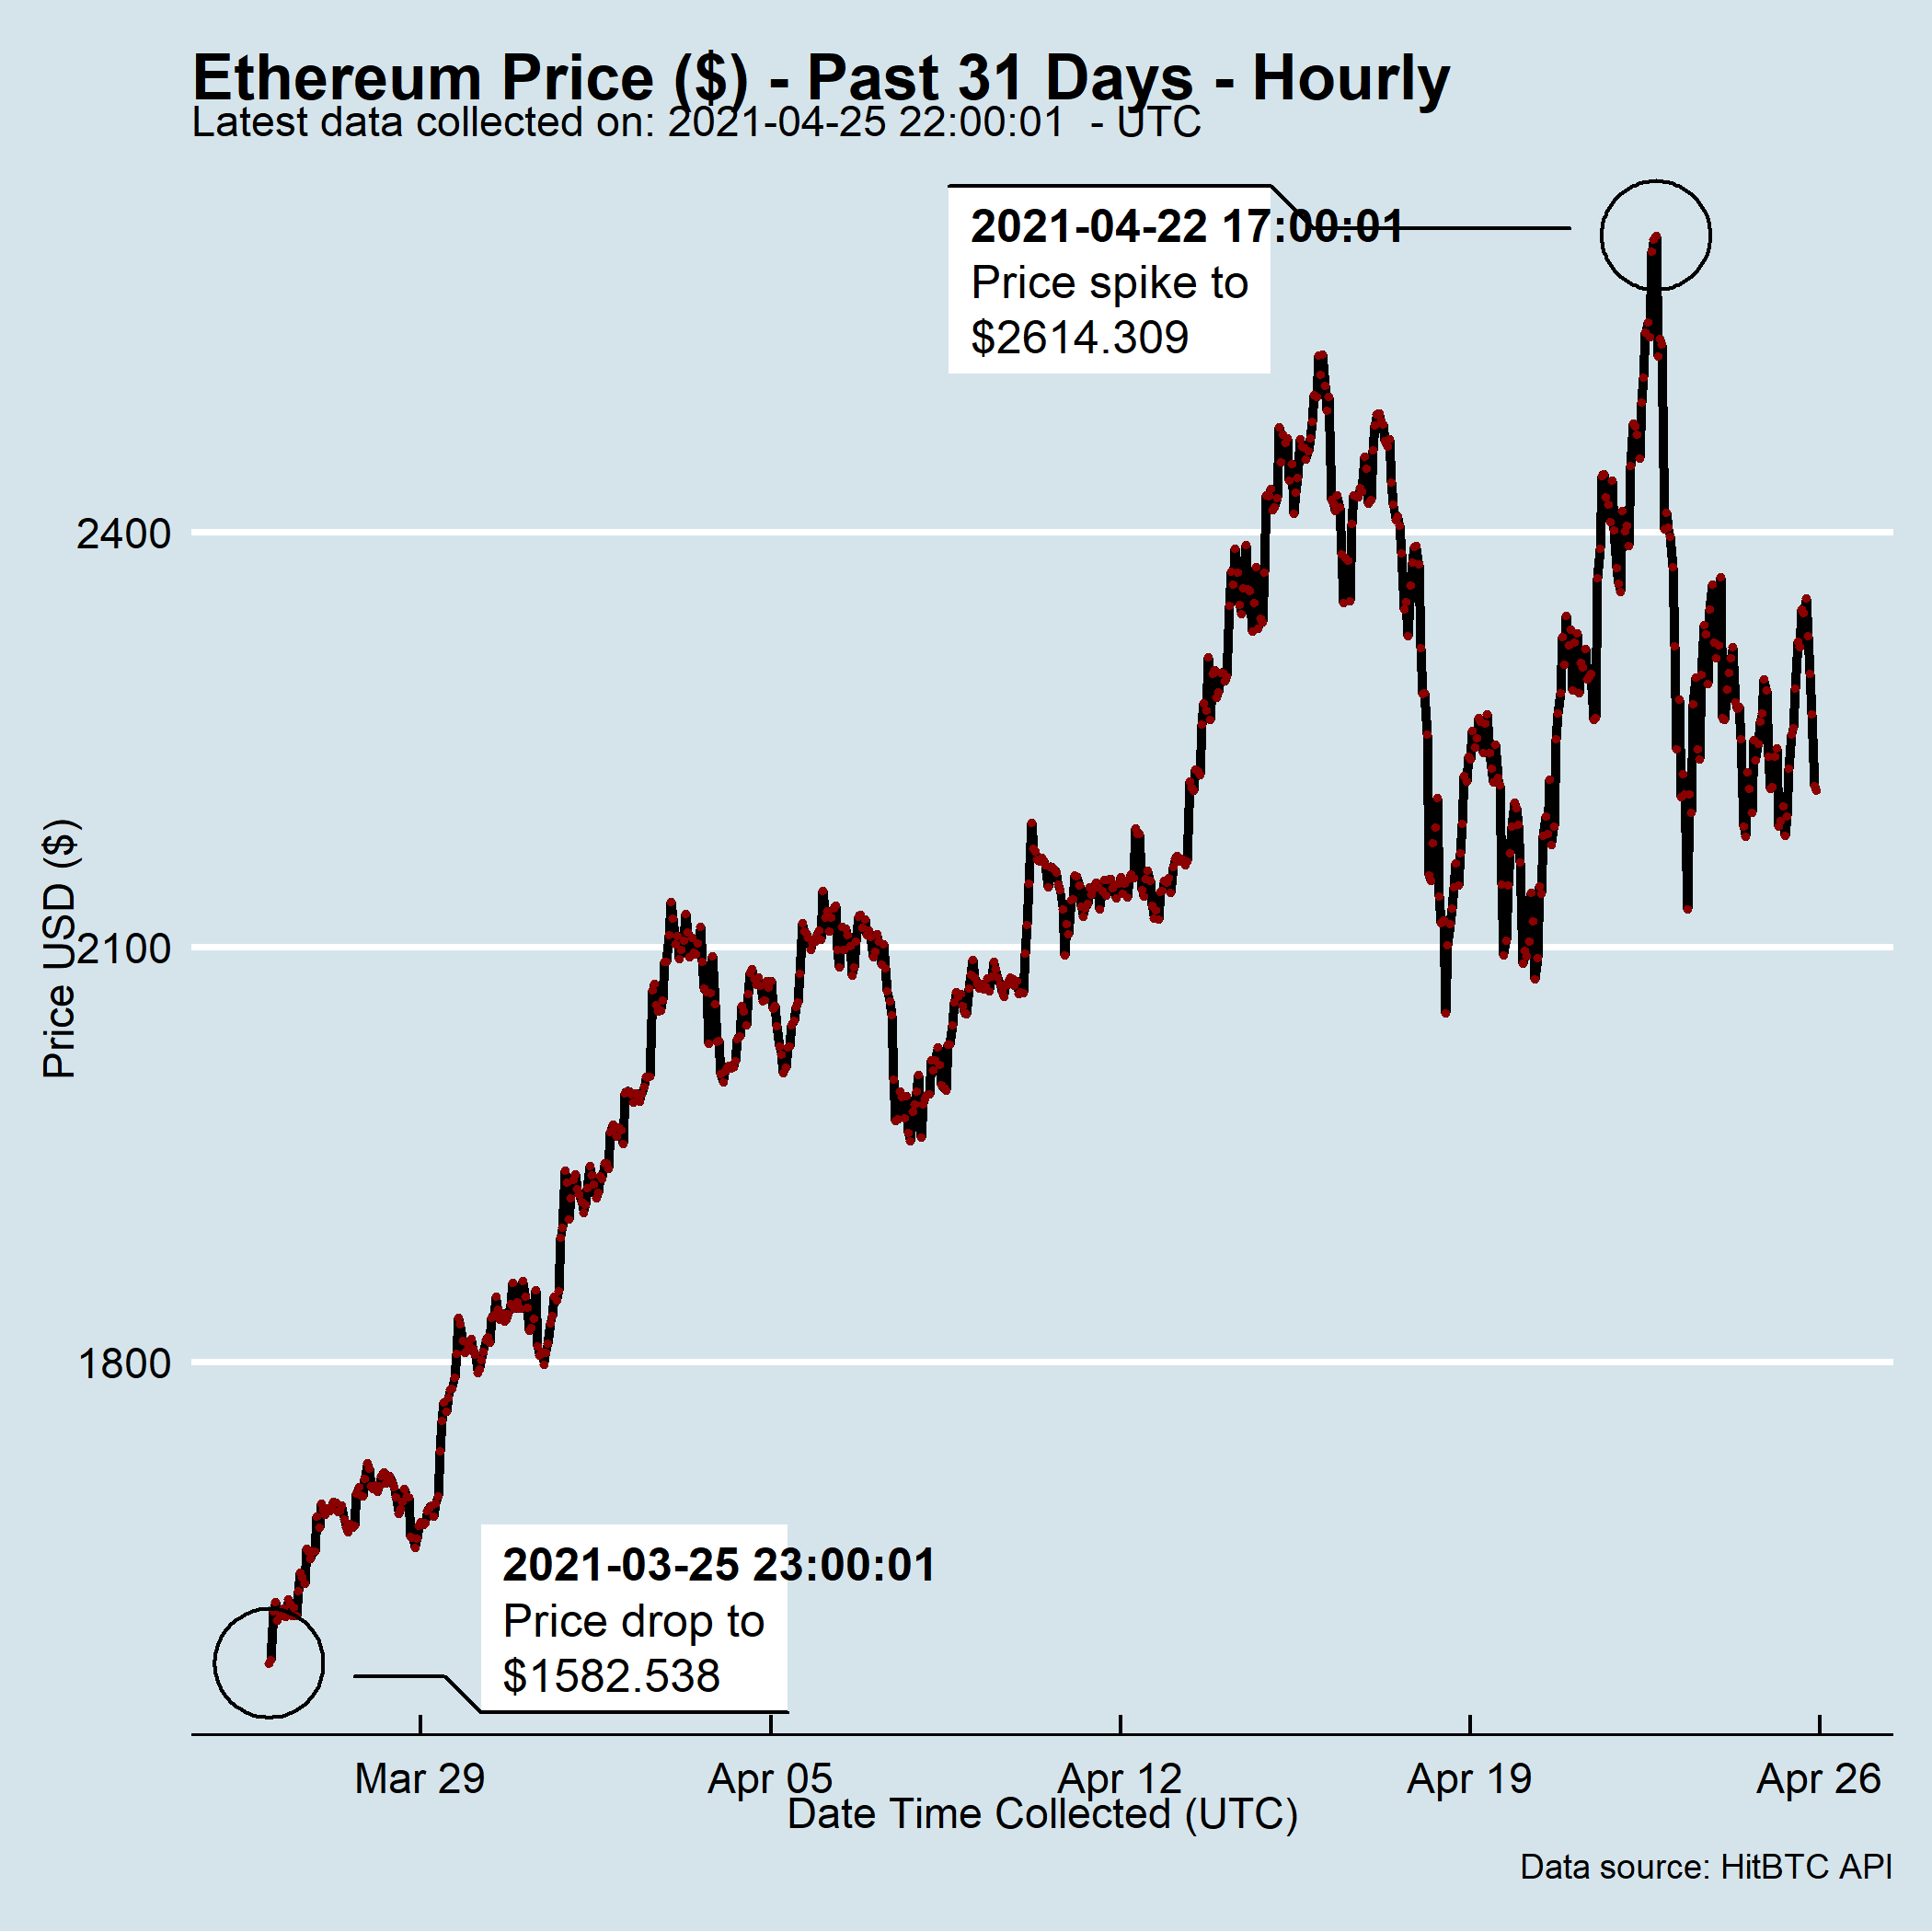 Ethereum Price ($) - Past 31 Days - Hourly
Latest data collected on: 2021-04-25 22:00:01  - UTC
2021-04-22 17:00:01
Price spike to
$2614.309
2400
2100
1800
Price USD ($)
2021-03-25 23:00:01
Price drop to
$1582.538
Mar 29
Apr 05
Apr 12
Apr 19
Apr 26
Date Time Collected (UTC)
Data source: HitBTC API